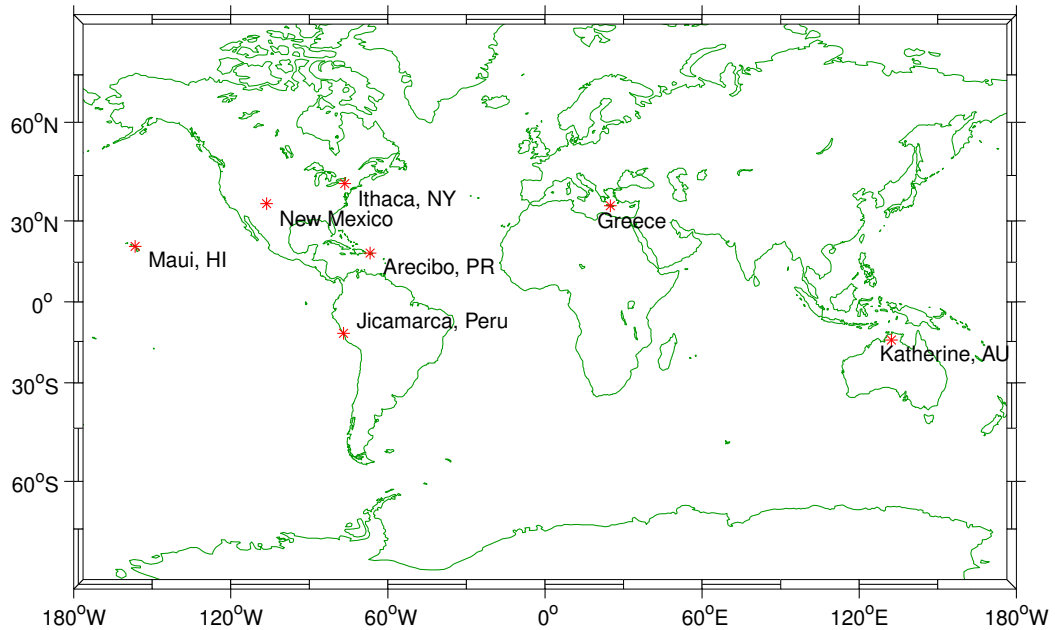 60°N
Ithaca, NY
New Mexico
Greece
30°N
Maui, HI
Arecibo, PR
0°
Jicamarca, Peru
Katherine, AU
30°S
60°S
180°W
120°W
60°W
0°
60°E
120°E
180°W